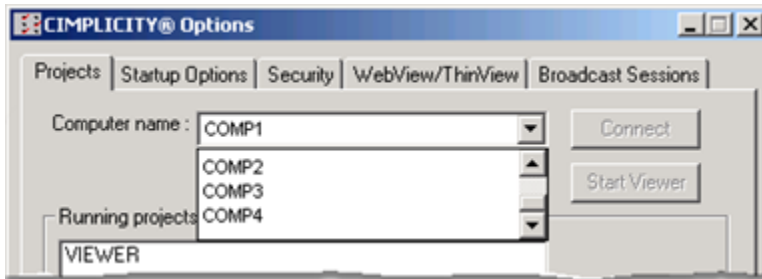 CIMPLICITY® Options
Projects Startup Options Security WebView/ThinView Broadcast Sessions
Computer name : COMP1 Connect
COMP2
COMP3 Start Viewer
COMP4
Running projects
VIEWER